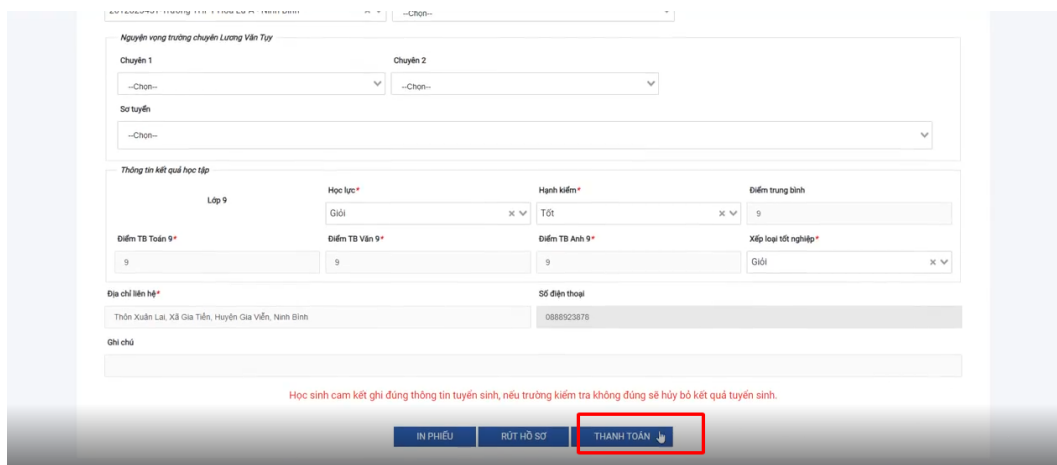 --Chọn--
Nguyện vọng trường chuyên Lương Văn Tụy
Chuyên 1 Chuyên 2
--Chọn-- --Chọn--
Sơ tuyển
--Chọn--
Thông tin kết quả học tập
Lớp 9
Học lực* Hạnh kiểm* Điểm trung bình
Giỏi Tốt 9
Điểm TB Toán 9* Điểm TB Văn 9* Điểm TB Anh 9* Xếp loại tốt nghiệp*
9 9 9 Giỏi
Địa chỉ liên hệ* Số điện thoại
Thôn Xuân Lai, Xã Gia Tiến, Huyện Gia Viễn, Ninh Bình 0888923878
Ghi chú
Học sinh cam kết ghi đúng thông tin tuyển sinh, nếu trường kiểm tra không đúng sẽ hủy bỏ kết quả tuyển sinh.
IN PHIẾU RÚT HỒ SƠ THANH TOÁN